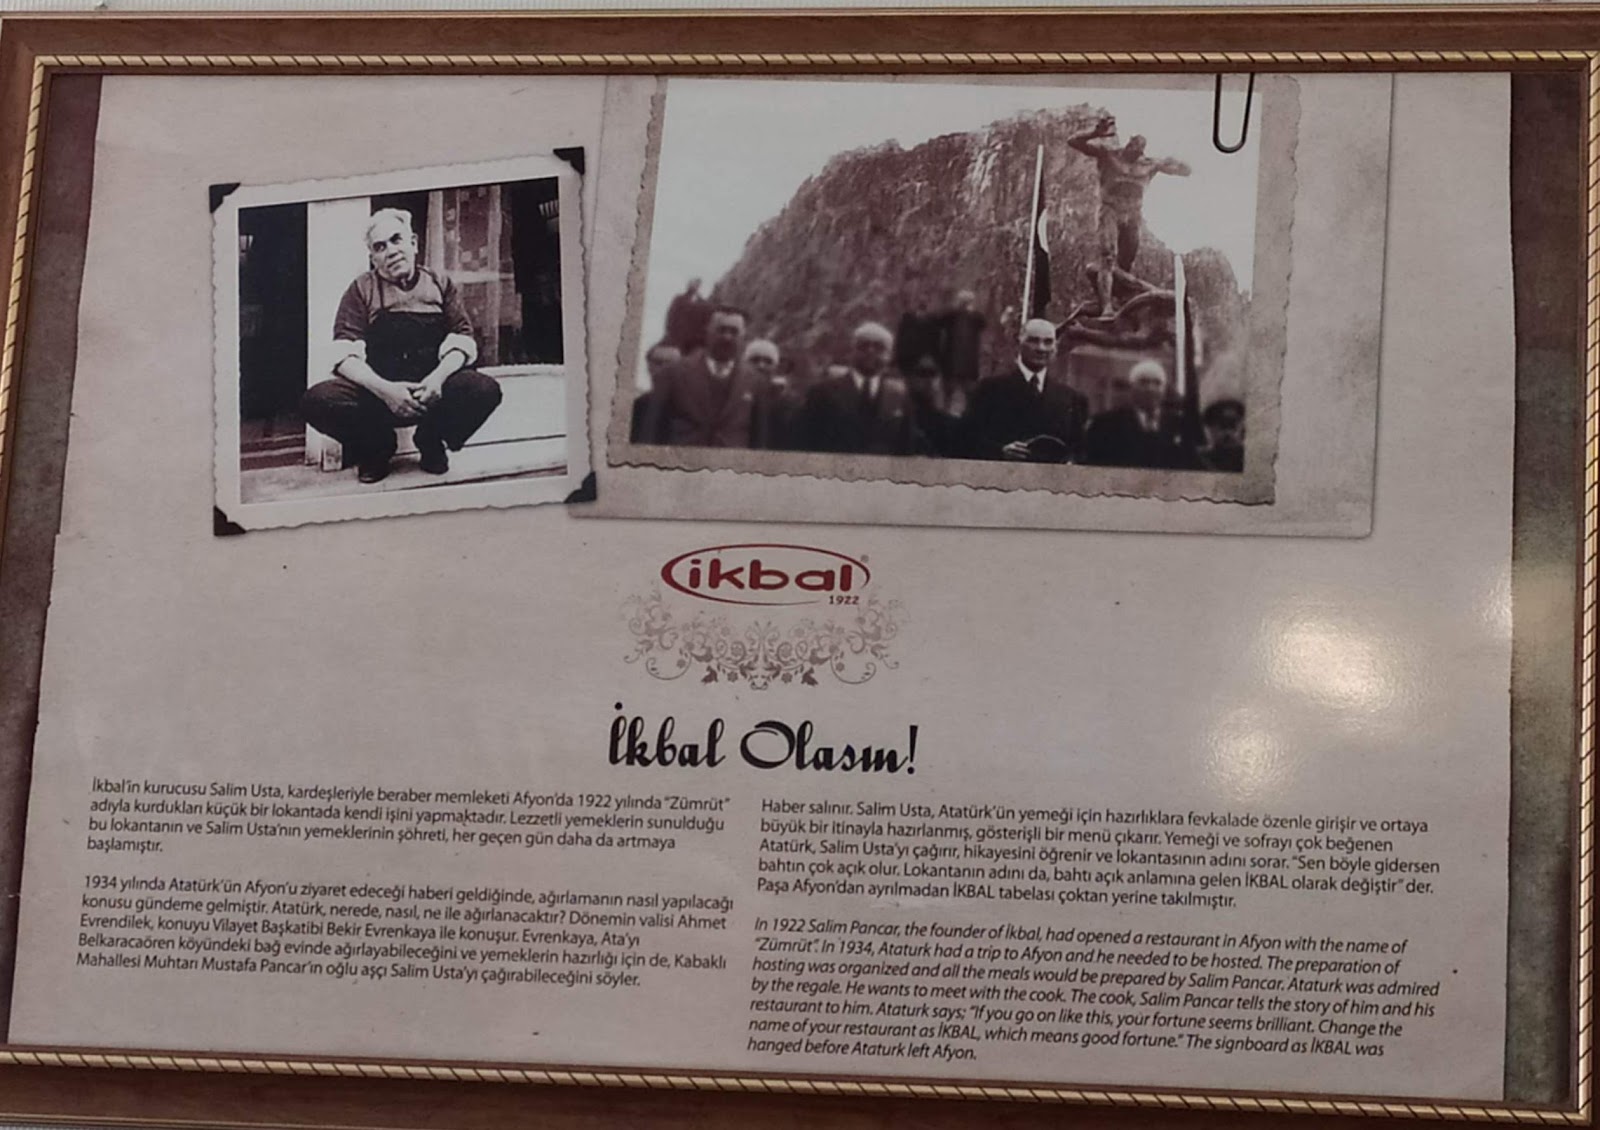 ikbal
1922
İkbal Olasın!
İkbal'in kurucusu Salim Usta, kardeşleriyle beraber memleketi Afyon'da 1922 yılında "Zümrüt"
adıyla kurdukları küçük bir lokantada kendi işini yapmaktadır. Lezzetli yemeklerin sunulduğu
bu lokantanın ve Salim Usta'nın yemeklerinin şöhreti, her geçen gün daha da artmaya
başlamıştır.
1934 yılında Atatürk'ün Afyon'u ziyaret edeceği haberi geldiğinde, ağırlamanın nasıl yapılacağı
konusu gündeme gelmiştir. Atatürk, nerede, nasıl, ne ile ağırlanacaktır? Dönemin valisi Ahmet
Evrendilek, konuyu Vilayet Başkatibi Bekir Evrenkaya ile konuşur. Evrenkaya, Ata'yı
Belkaracaören köyündeki bağ evinde ağırlayabileceğini ve yemeklerin hazırlığı için de, Kabaklı
Mahallesi Muhtarı Mustafa Pancar'ın oğlu aşçı Salim Usta'yı çağırabileceğini söyler.
Haber salınır. Salim Usta, Atatürk'ün yemeği için hazırlıklara fevkalade özenle girişir ve ortaya
büyük bir itinayla hazırlanmış, gösterişli bir menü çıkarır. Yemeği ve sofrayı çok beğenen
Atatürk, Salim Usta'yı çağırır, hikayesini öğrenir ve lokantasının adını sorar. "Sen böyle gidersen
bahtın çok açık olur. Lokantanın adını da, bahtı açık anlamına gelen İKBAL olarak değiştir" der.
Paşa Afyon'dan ayrılmadan İKBAL tabelası çoktan yerine takılmıştır.
In 1922 Salim Pancar, the founder of İkbal, had opened a restaurant in Afyon with the name of
"Zümrüt". In 1934, Ataturk had a trip to Afyon and he needed to be hosted. The preparation of
hosting was organized and all the meals would be prepared by Salim Pancar. Ataturk was admired
by the regale. He wants to meet with the cook. The cook, Salim Pancar tells the story of him and his
restaurant to him. Ataturk says; "If you go on like this, your fortune seems brilliant. Change the
name of your restaurant as İKBAL, which means good fortune." The signboard as İKBAL was
hanged before Ataturk left Afyon.